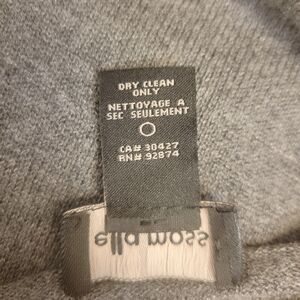 DRY CLEAN
ONLY
NETTOYAGE A
SEC SEULEMENT
CA# 30427
RN# 92874
ella moss